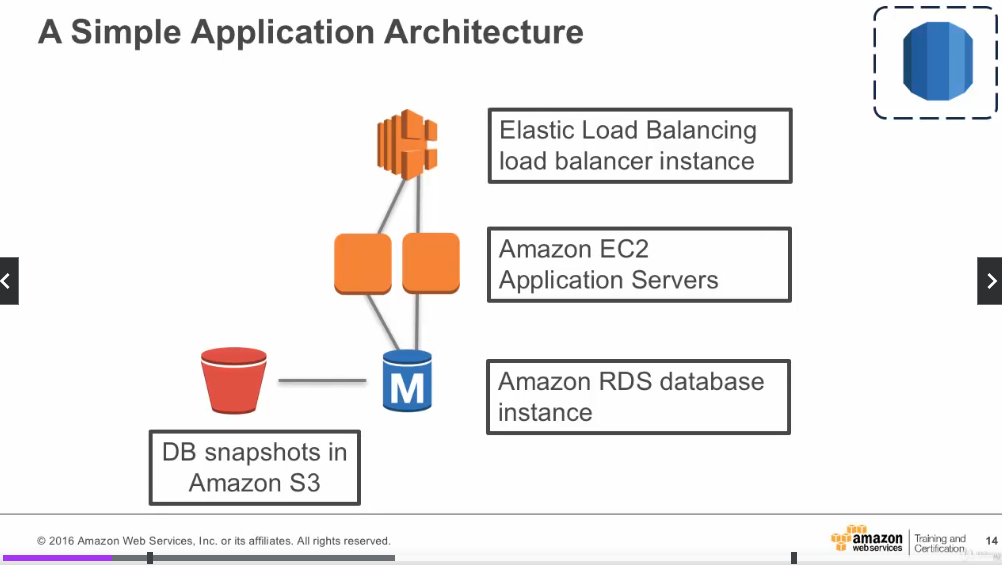 A Simple Application Architecture
Elastic Load Balancing
load balancer instance
Amazon EC2
Application Servers
M
Amazon RDS database
instance
DB snapshots in
Amazon S3
© 2016 Amazon Web Services, Inc. or its affiliates. All rights reserved.
amazon
webservices
Training and
Certification
14